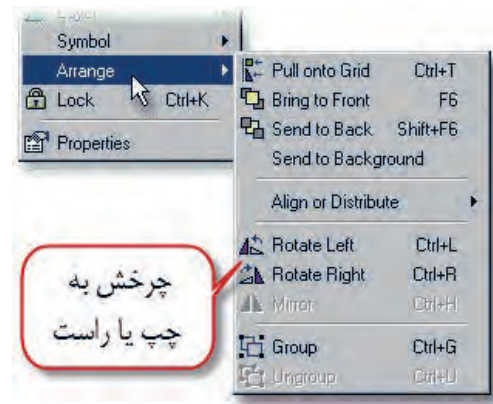 Symbol
Arrange
Lock Ctrl+K
Properties
Pull onto Grid Ctrl+T
Bring to Front F6
Send to Back Shift+F6
Send to Background
Align or Distribute
Rotate Left Ctrl+L
Rotate Right Ctrl+R
Mirror Ctrl+H
Group Ctrl+G
Ungroup Ctrl+U
چرخش به
چپ یا راست